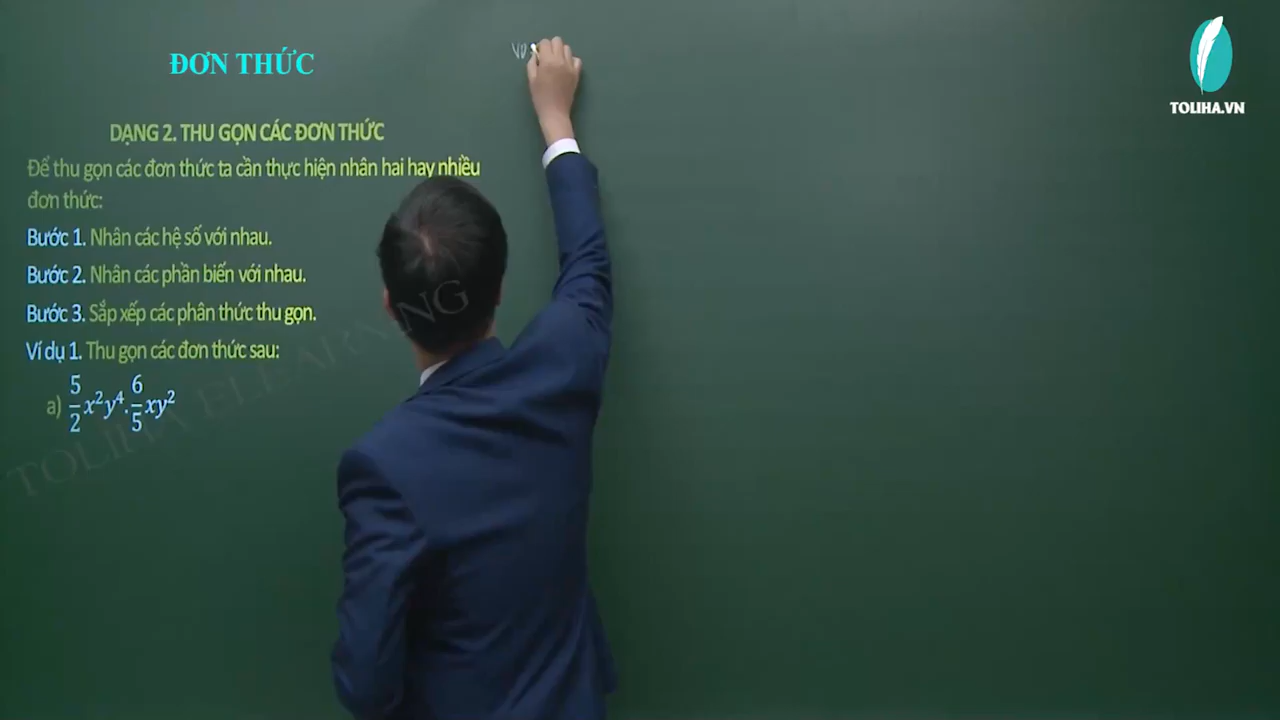 ĐƠN THỨC
DẠNG 2. THU GỌN CÁC ĐƠN THỨC
Để thu gọn các đơn thức ta cần thực hiện nhân hai hay nhiều
đơn thức:
Bước 1. Nhân các hệ số với nhau.
Bước 2. Nhân các phần biến với nhau.
Bước 3. Sắp xếp các phân thức thu gọn.
Ví dụ 1. Thu gọn các đơn thức sau:
a) 5/2 x²y⁴. 6/5 xy²
VD
TOLIHA.VN
TOLIHA ELEARNING